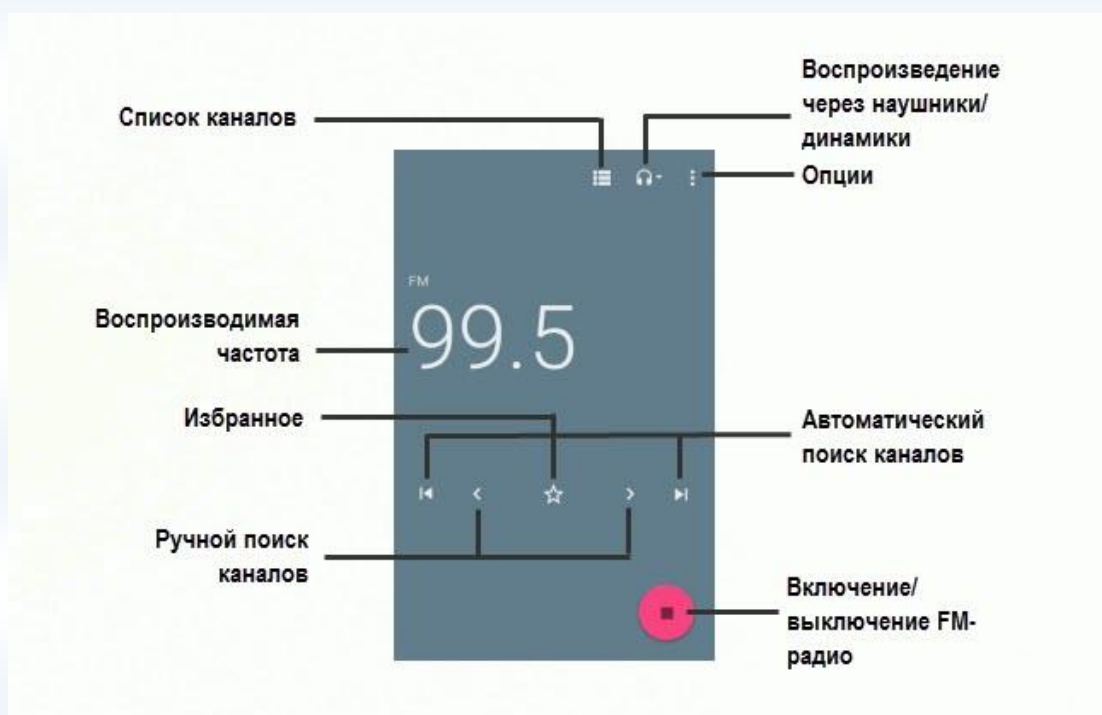 Воспроизведение
через наушники/
динамики
Список каналов
Опции
FM
99.5
Воспроизводимая
частота
Избранное
Автоматический
поиск каналов
Ручной поиск
каналов
Включение/
выключение FM-
радио